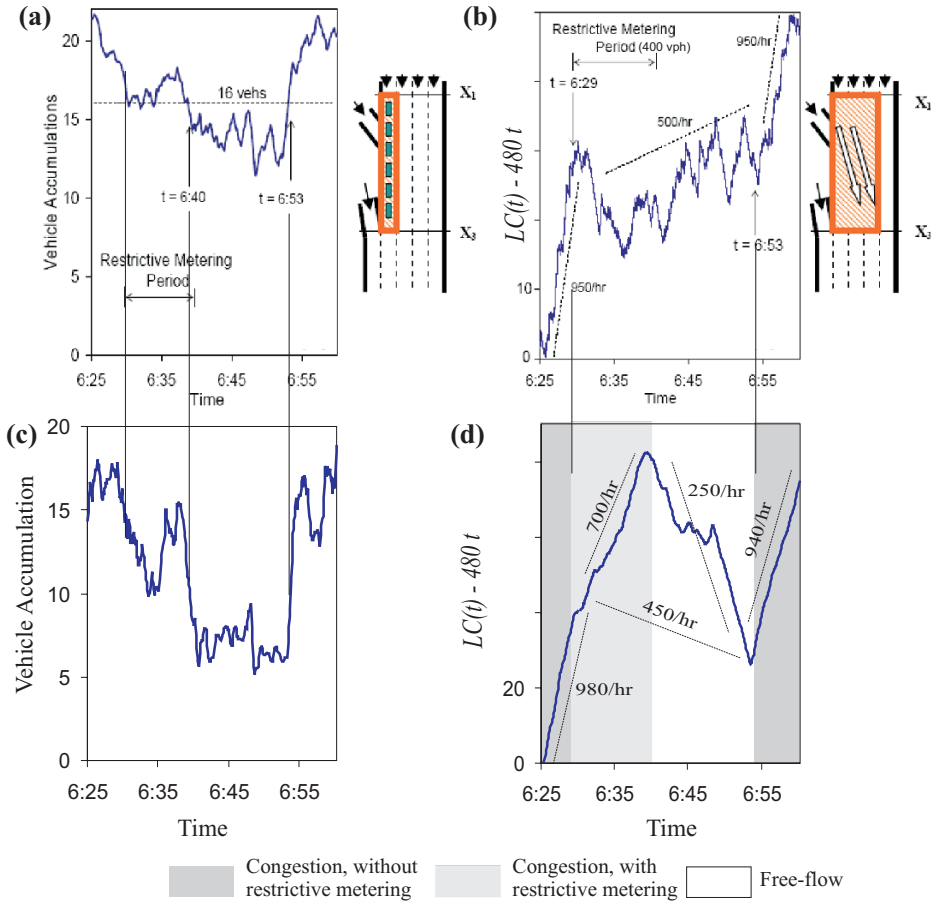 (a)
20
15
10
5
0
Vehicle Accumulations
16 vehs
t = 6:40
t = 6:53
Restrictive Metering
Period
6:25
6:35
6:45
6:55
Time
X1
X3
(b)
Restrictive Metering
Period (400 vph)
t = 6:29
950/hr
500/hr
950/hr
t = 6:53
LC(t) - 480 t
10
0
6:25
6:35
6:45
6:55
Time
X1
X3
(c)
20
15
10
5
0
Vehicle Accumulation
6:25
6:35
6:45
6:55
Time
(d)
LC(t) - 480 t
20
0
700/hr
250/hr
940/hr
450/hr
980/hr
6:25
6:35
6:45
6:55
Time
Congestion, without
restrictive metering
Congestion, with
restrictive metering
Free-flow